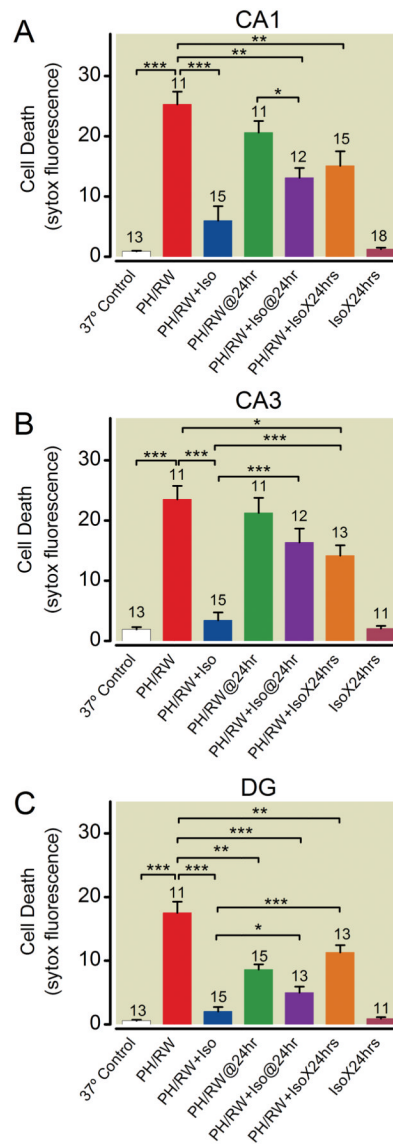 A
CA1
**
**
***
***
*
Cell Death
(sytox fluorescence)
30
20
10
0
13
11
15
11
12
15
18
37º Control
PH/RW
PH/RW+Iso
PH/RW@24hr
PH/RW+Iso@24hr
PH/RW+IsoX24hrs
IsoX24hrs
B
CA3
*
***
***
***
***
Cell Death
(sytox fluorescence)
30
20
10
0
13
11
15
11
12
13
11
37º Control
PH/RW
PH/RW+Iso
PH/RW@24hr
PH/RW+Iso@24hr
PH/RW+IsoX24hrs
IsoX24hrs
C
DG
**
***
**
***
***
***
*
Cell Death
(sytox fluorescence)
30
20
10
0
13
11
15
15
13
13
11
37º Control
PH/RW
PH/RW+Iso
PH/RW@24hr
PH/RW+Iso@24hr
PH/RW+IsoX24hrs
IsoX24hrs